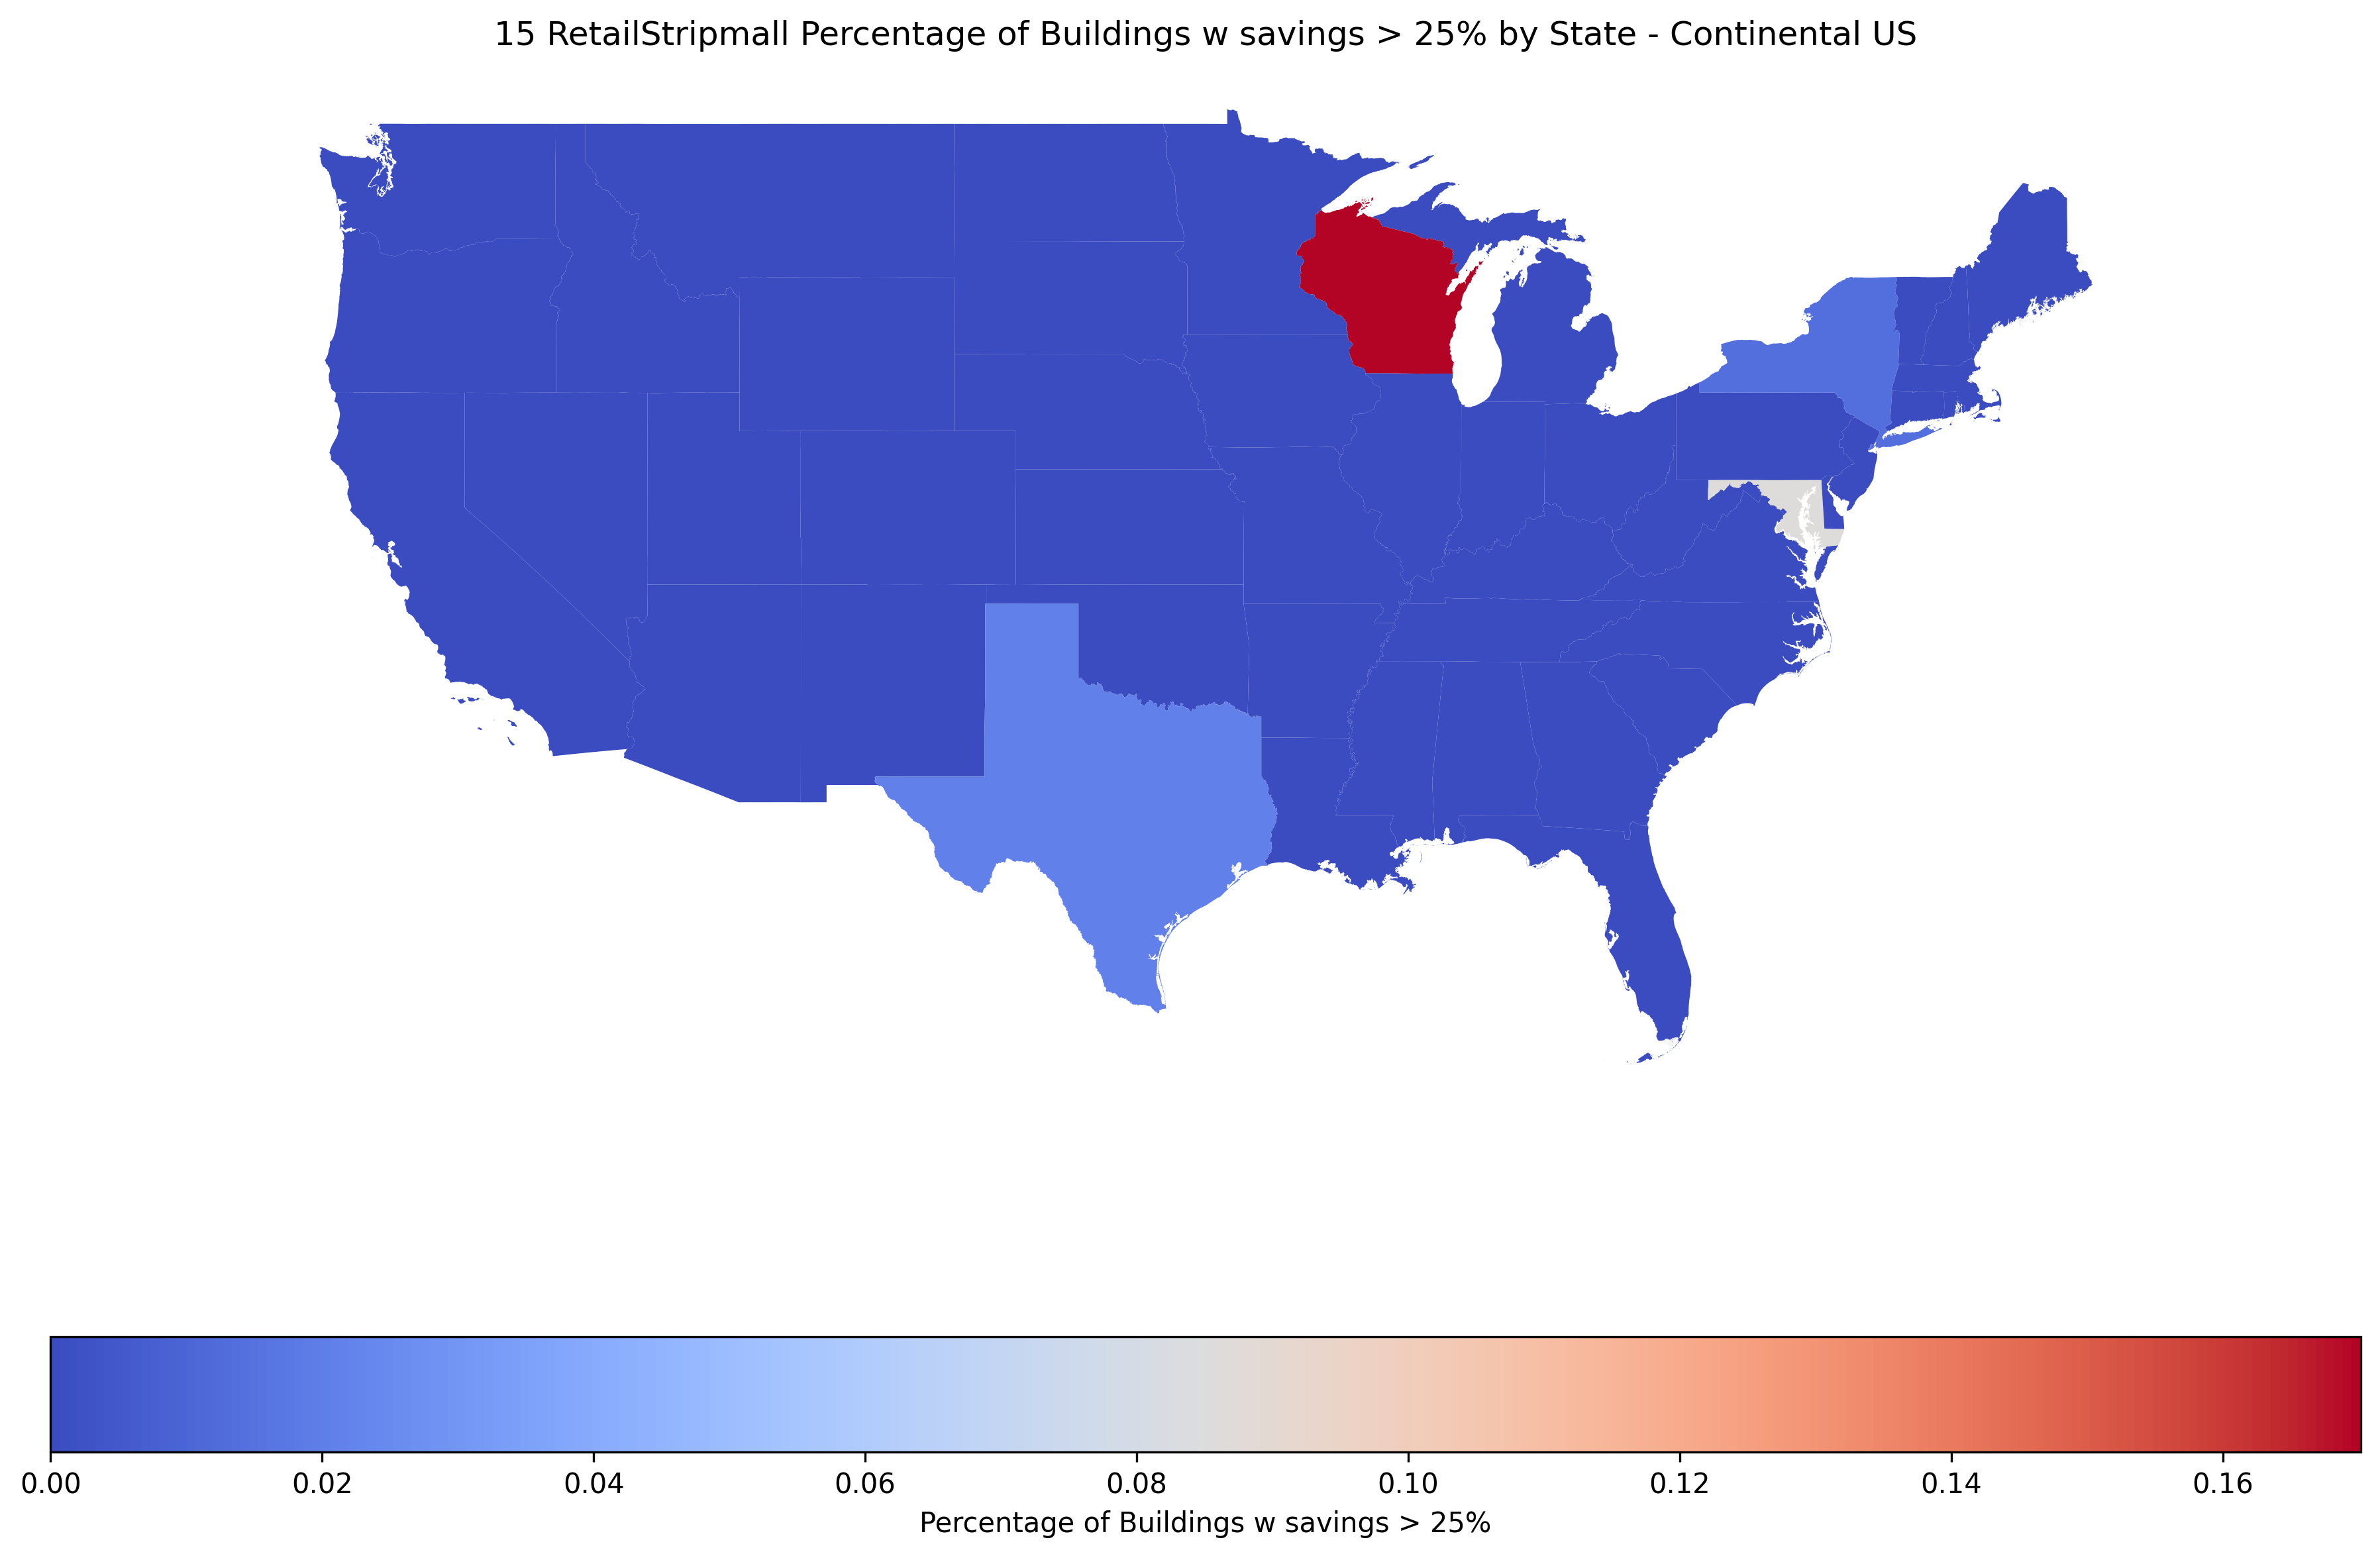 15 RetailStripmall Percentage of Buildings w savings > 25% by State - Continental US
0.00 0.02 0.04 0.06 0.08 0.10 0.12 0.14 0.16
Percentage of Buildings w savings > 25%